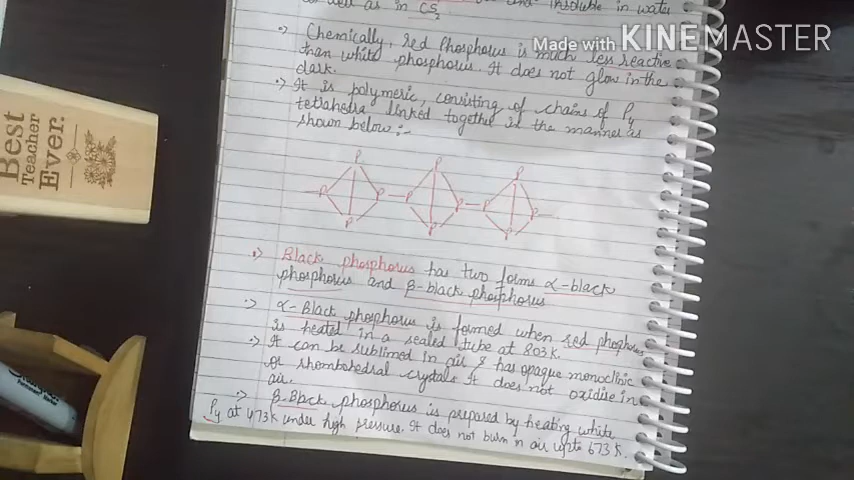 as well as in CS2 and insoluble in water
Made with KINEMASTER
Chemically, red Phosphorus is much less reactive
than white phosphorus. It does not glow in the
dark.
It is polymeric, consisting of chains of P4
tetrahedra linked together in the manner as
shown below:-
P P P
P P P P P P
P P P
Black phosphorus has two forms α-black
phosphorus and β-black phosphorus
α-Black phosphorus is formed when red phosphorus
is heated in a sealed tube at 803K.
It can be sublimed in air & has opaque monoclinic
or rhombohedral crystals. It does not oxidise in
air.
β-Black phosphorus is prepared by heating white
P4 at 473K under high pressure. It does not burn in air upto 673K.
Best
Teacher
Ever.